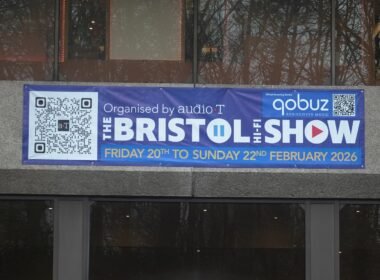 Organised by audio T
THE BRISTOL HI-FI SHOW
FRIDAY 20TH TO SUNDAY 22ND FEBRUARY 2026
qobuz